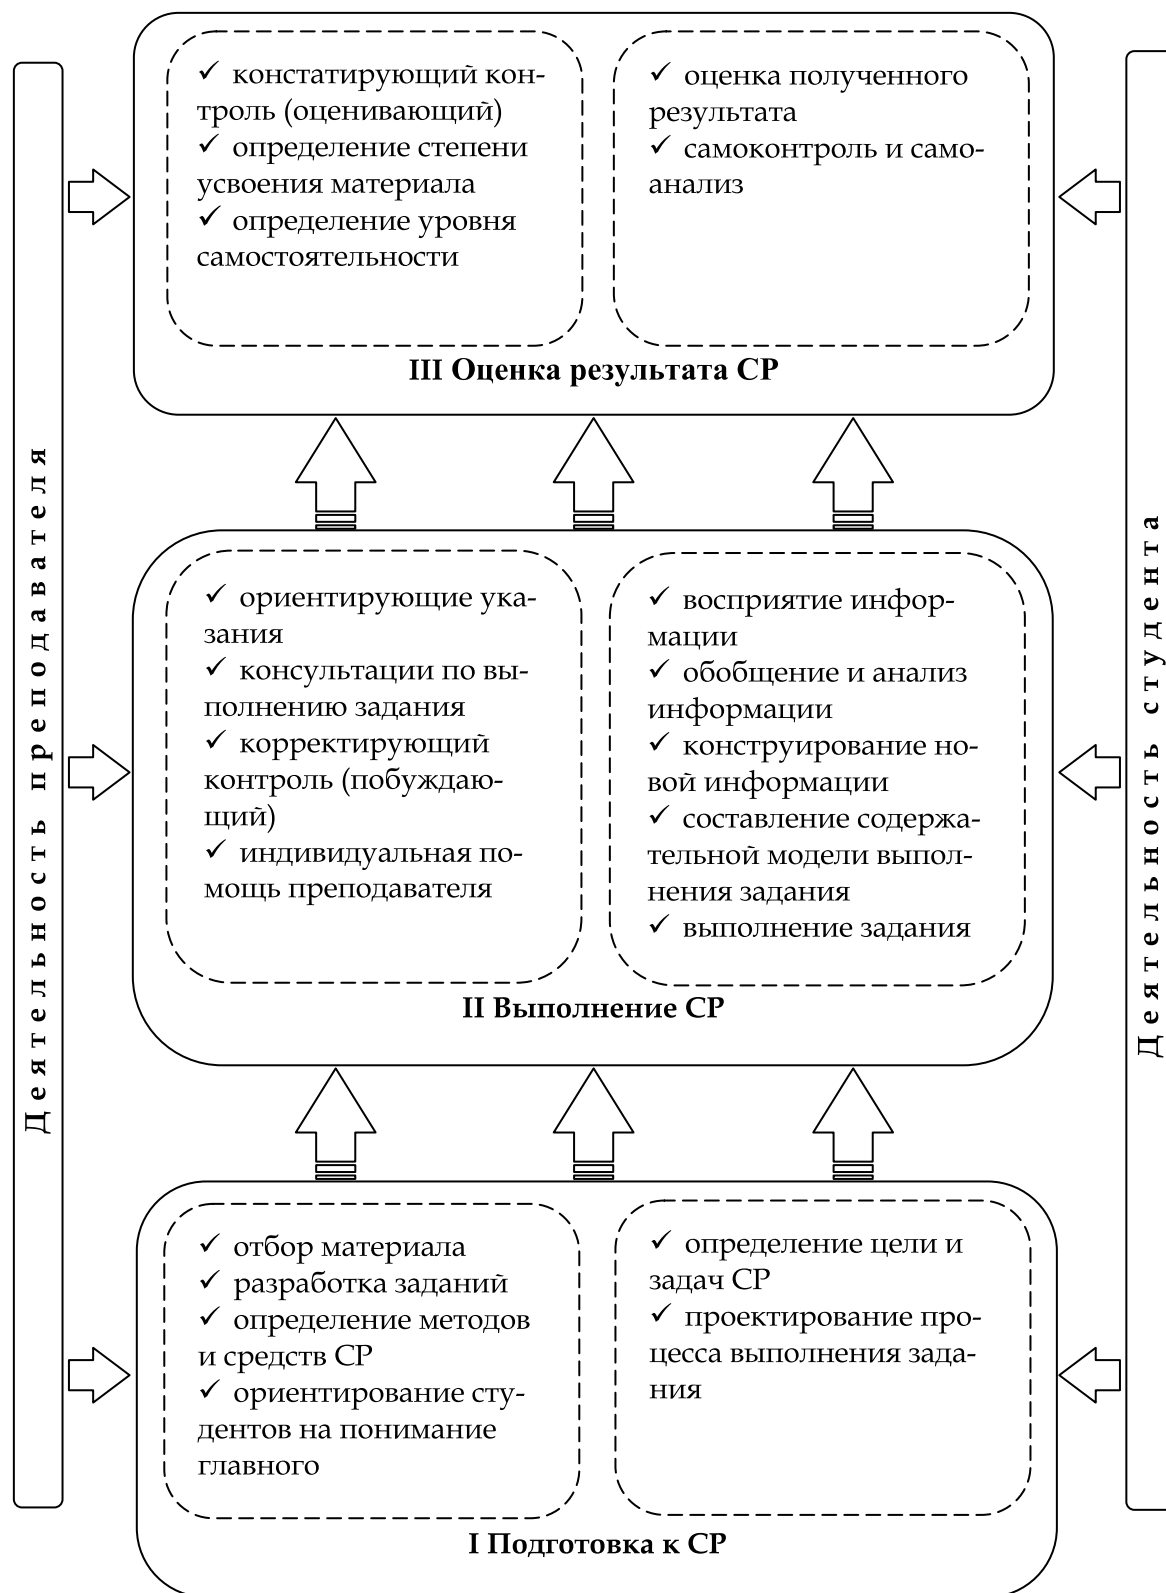 Деятельность преподавателя
✓ констатирующий кон-
троль (оценивающий)
✓ определение степени
усвоения материала
✓ определение уровня
самостоятельности
✓ оценка полученного
результата
✓ самоконтроль и само-
анализ
III Оценка результата СР
✓ ориентирующие ука-
зания
✓ консультации по вы-
полнению задания
✓ корректирующий
контроль (побуждаю-
щий)
✓ индивидуальная по-
мощь преподавателя
✓ восприятие инфор-
мации
✓ обобщение и анализ
информации
✓ конструирование но-
вой информации
✓ составление содержа-
тельной модели выпол-
нения задания
✓ выполнение задания
II Выполнение СР
✓ отбор материала
✓ разработка заданий
✓ определение методов
и средств СР
✓ ориентирование сту-
дентов на понимание
главного
✓ определение цели и
задач СР
✓ проектирование про-
цесса выполнения зада-
ния
I Подготовка к СР
Деятельность студента